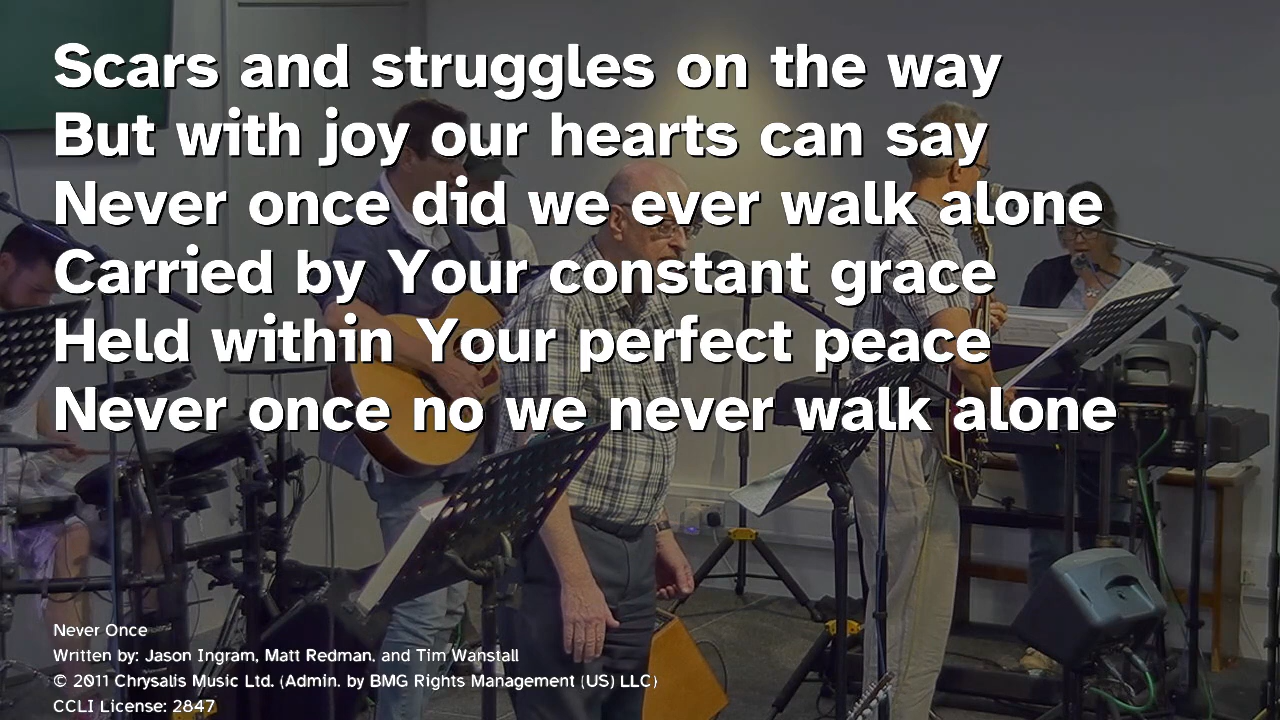 Scars and struggles on the way
But with joy our hearts can say
Never once did we ever walk alone
Carried by Your constant grace
Held within Your perfect peace
Never once no we never walk alone
Never Once
Written by: Jason Ingram, Matt Redman, and Tim Wanstall
© 2011 Chrysalis Music Ltd. (Admin. by BMG Rights Management (US) LLC)
CCLI License: 2847